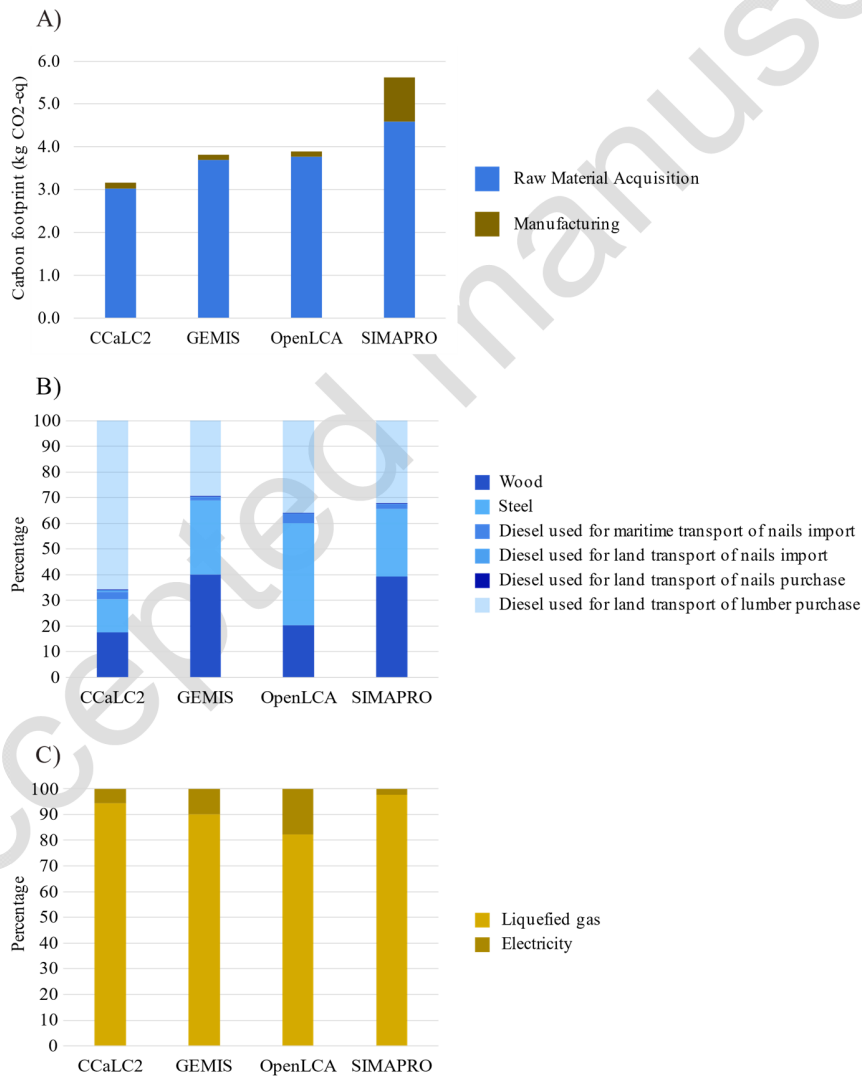 A)
Carbon footprint (kg CO2-eq)
6.0
5.0
4.0
3.0
2.0
1.0
0.0
CCaLC2 GEMIS OpenLCA SIMAPRO
Raw Material Acquisition
Manufacturing
B)
Percentage
100
90
80
70
60
50
40
30
20
10
0
CCaLC2 GEMIS OpenLCA SIMAPRO
Wood
Steel
Diesel used for maritime transport of nails import
Diesel used for land transport of nails import
Diesel used for land transport of nails purchase
Diesel used for land transport of lumber purchase
C)
Percentage
100
90
80
70
60
50
40
30
20
10
0
CCaLC2 GEMIS OpenLCA SIMAPRO
Liquefied gas
Electricity
ccepted manusc